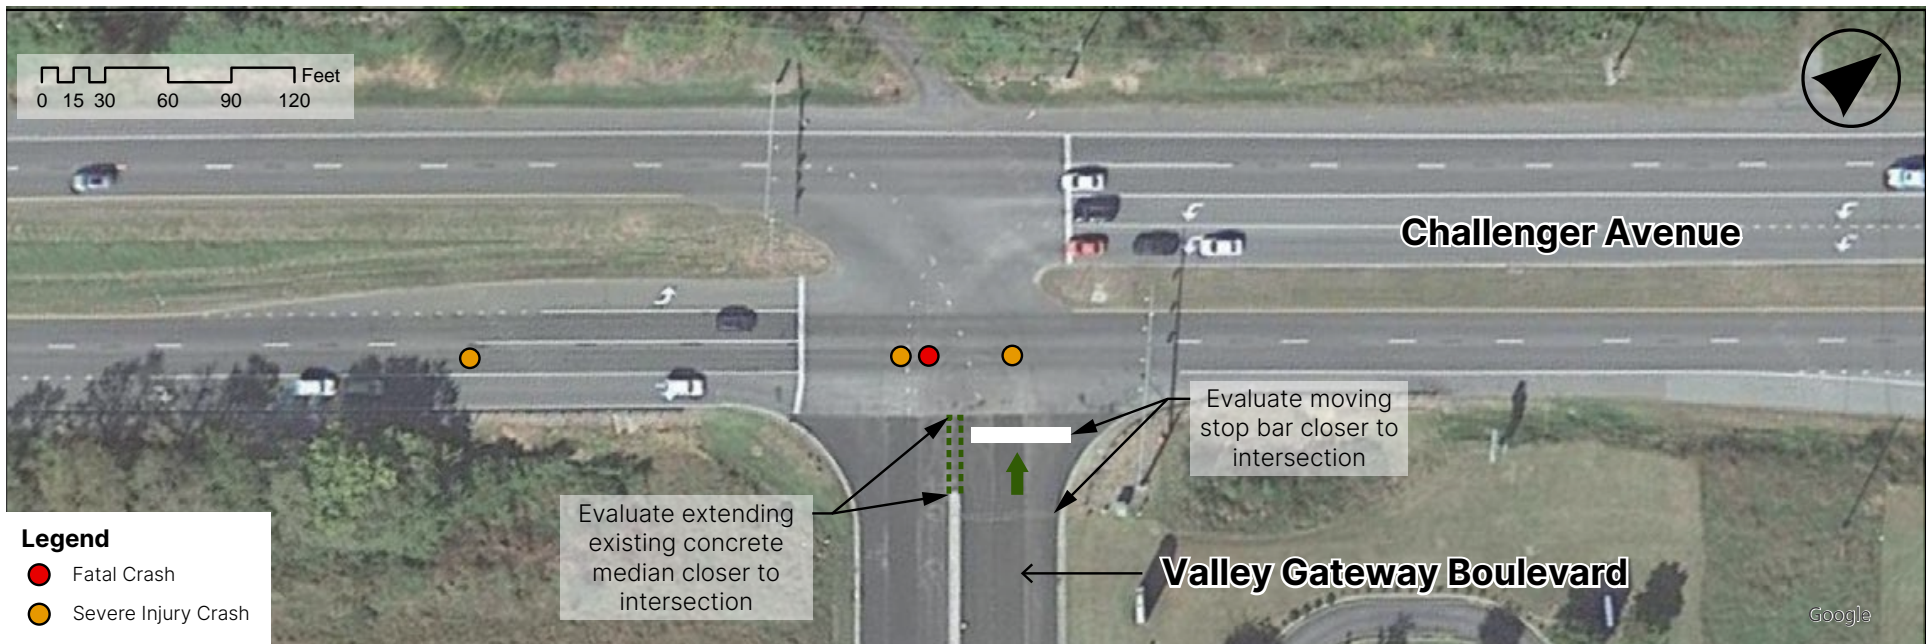 Feet
0 15 30 60 90 120
Challenger Avenue
Evaluate moving
stop bar closer to
intersection
Evaluate extending
existing concrete
median closer to
intersection
Valley Gateway Boulevard
Legend
Fatal Crash
Severe Injury Crash
Google